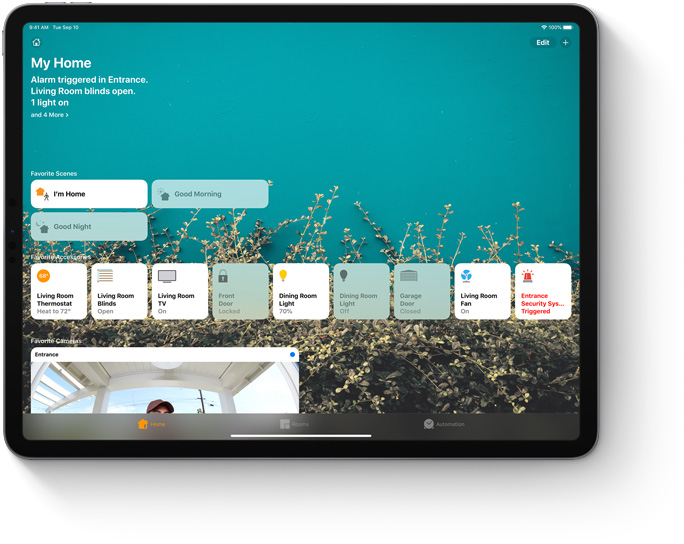 9:41 AM Tue Sep 10
100%
Edit
My Home
Alarm triggered in Entrance.
Living Room blinds open.
1 light on
and 4 More >
Favorite Scenes
I'm Home
Good Morning
Good Night
Favorite Accessories
68°
Living Room
Thermostat
Heat to 72°
Living Room
Blinds
Open
Living Room
TV
On
Front
Door
Locked
Dining Room
Light
70%
Dining Room
Light
Off
Garage
Door
Closed
Living Room
Fan
On
Entrance
Security Sys...
Triggered
Favorite Cameras
Entrance
Home
Rooms
Automation